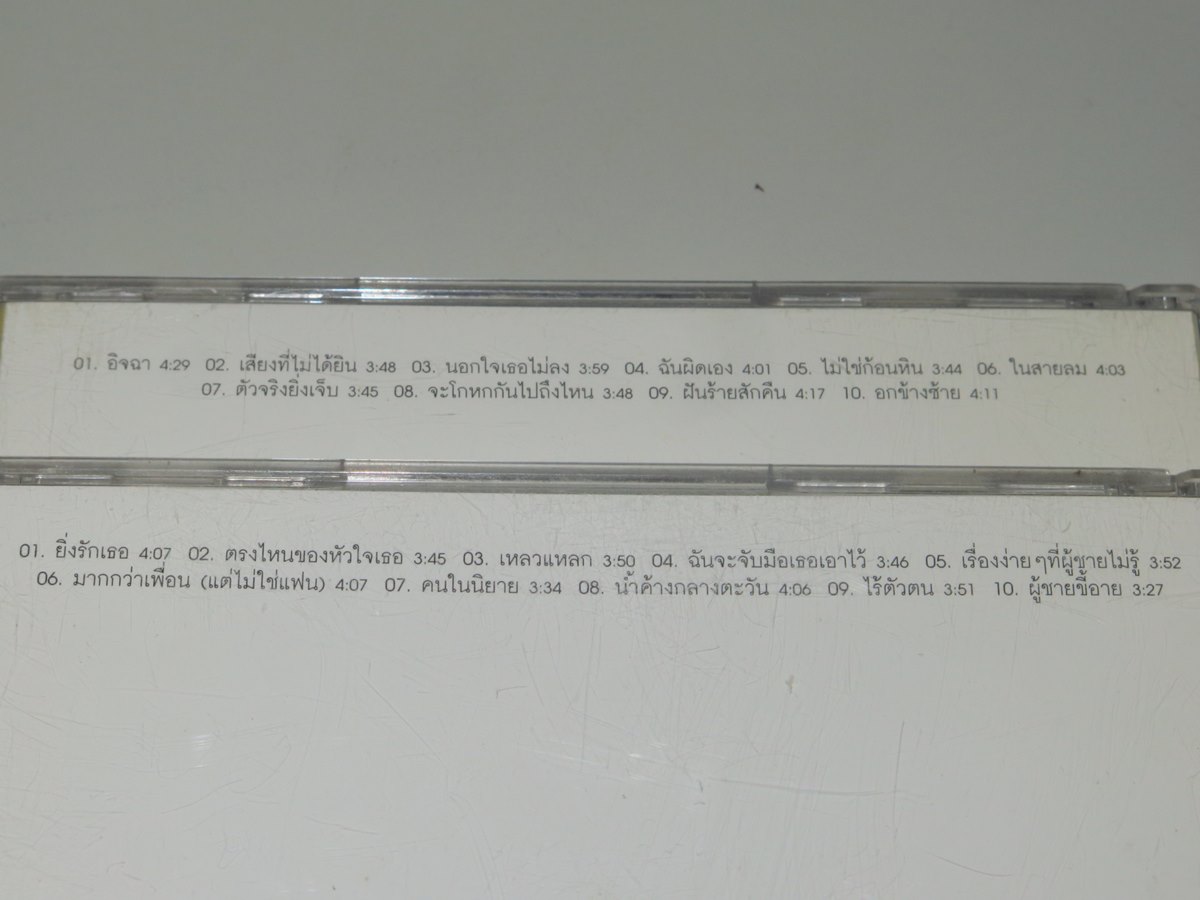 01. อิจฉา 4:29 02. เสียงที่ไม่ได้ยิน 3:48 03. นอกใจเธอไม่ลง 3:59 04. ฉันผิดเอง 4:01 05. ไม่ใช่ก้อนหิน 3:44 06. ในสายลม 4:03
07. ตัวจริงยิ่งเจ็บ 3:45 08. จะโกหกกันไปถึงไหน 3:48 09. ฝันร้ายสักคืน 4:17 10. อกข้างซ้าย 4:11
01. ยิ่งรักเธอ 4:07 02. ตรงไหนของหัวใจเธอ 3:45 03. เหลวแหลก 3:50 04. ฉันจะจับมือเธอเอาไว้ 3:46 05. เรื่องง่ายๆที่ผู้ชายไม่รู้ 3:52
06. มากกว่าเพื่อน (แต่ไม่ใช่แฟน) 4:07 07. คนในนิยาย 3:34 08. น้ำค้างกลางตะวัน 4:06 09. ไร้ตัวตน 3:51 10. ผู้ชายขี้อาย 3:27